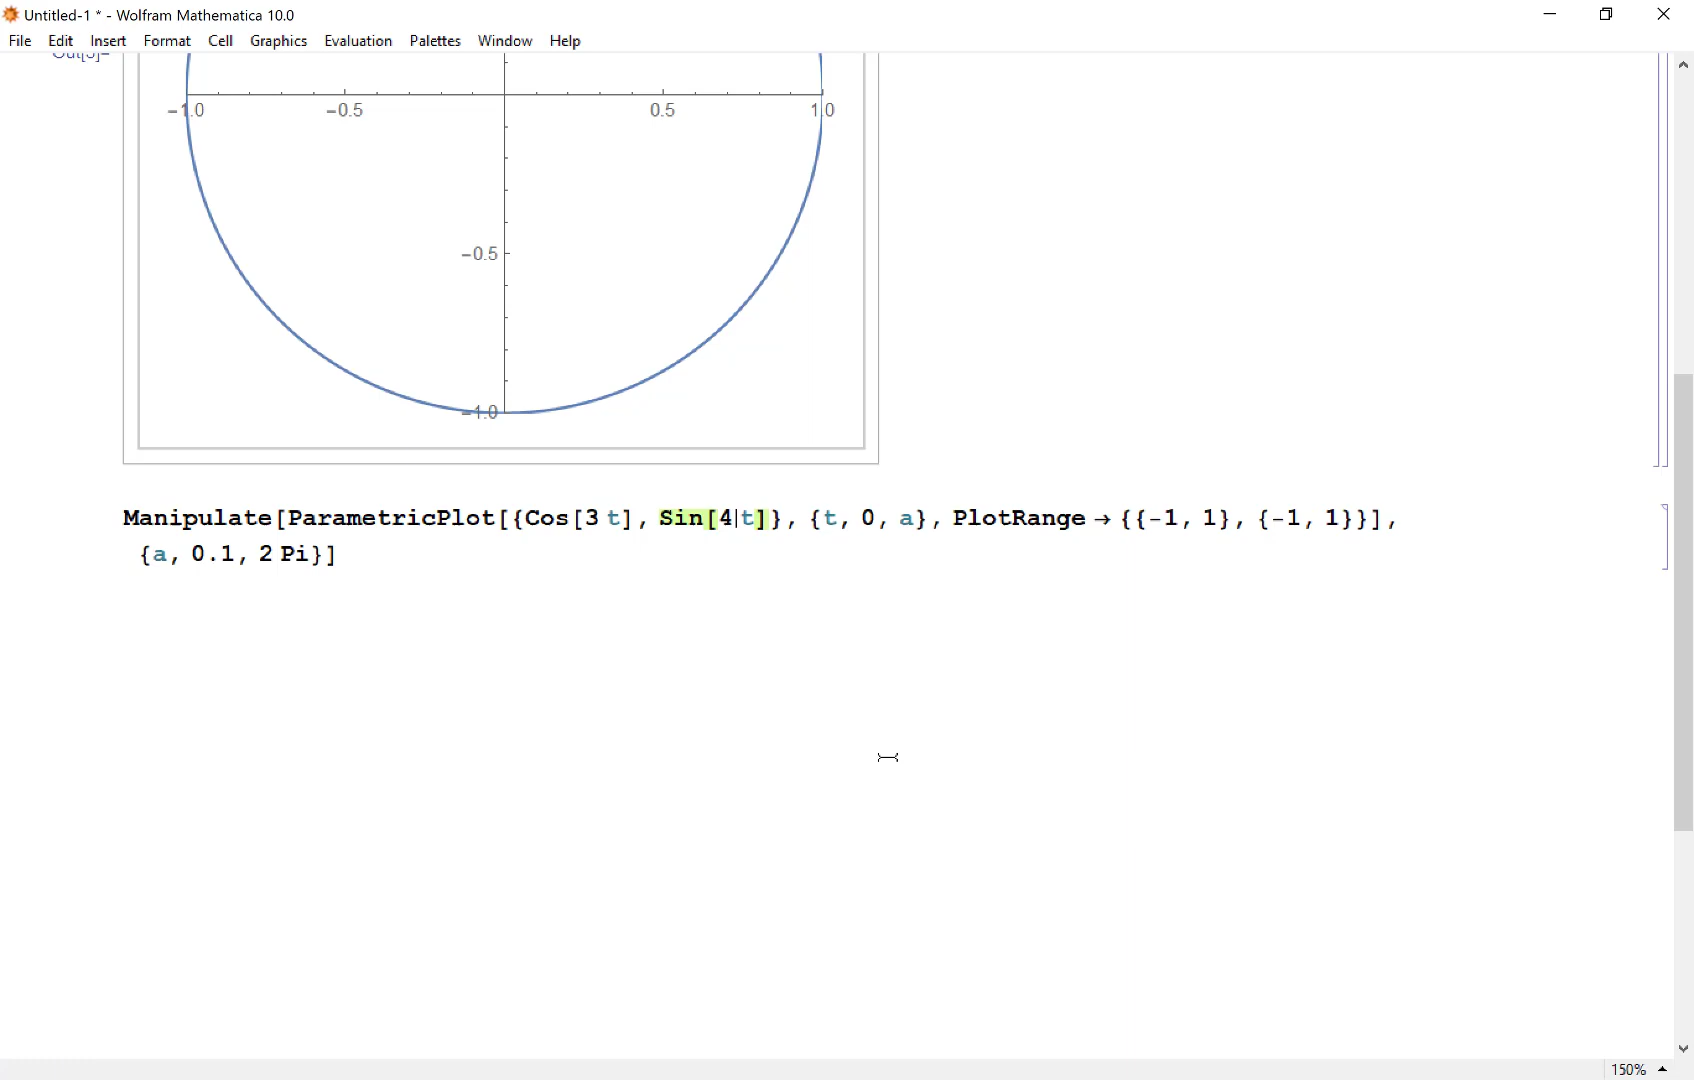 Untitled-1 * - Wolfram Mathematica 10.0
File Edit Insert Format Cell Graphics Evaluation Palettes Window Help
-1.0 -0.5 0.5 1.0
-0.5
-1.0
Manipulate[ParametricPlot[{Cos[3 t], Sin[4 t]}, {t, 0, a}, PlotRange → {{-1, 1}, {-1, 1}}],
{a, 0.1, 2 Pi}]
150%